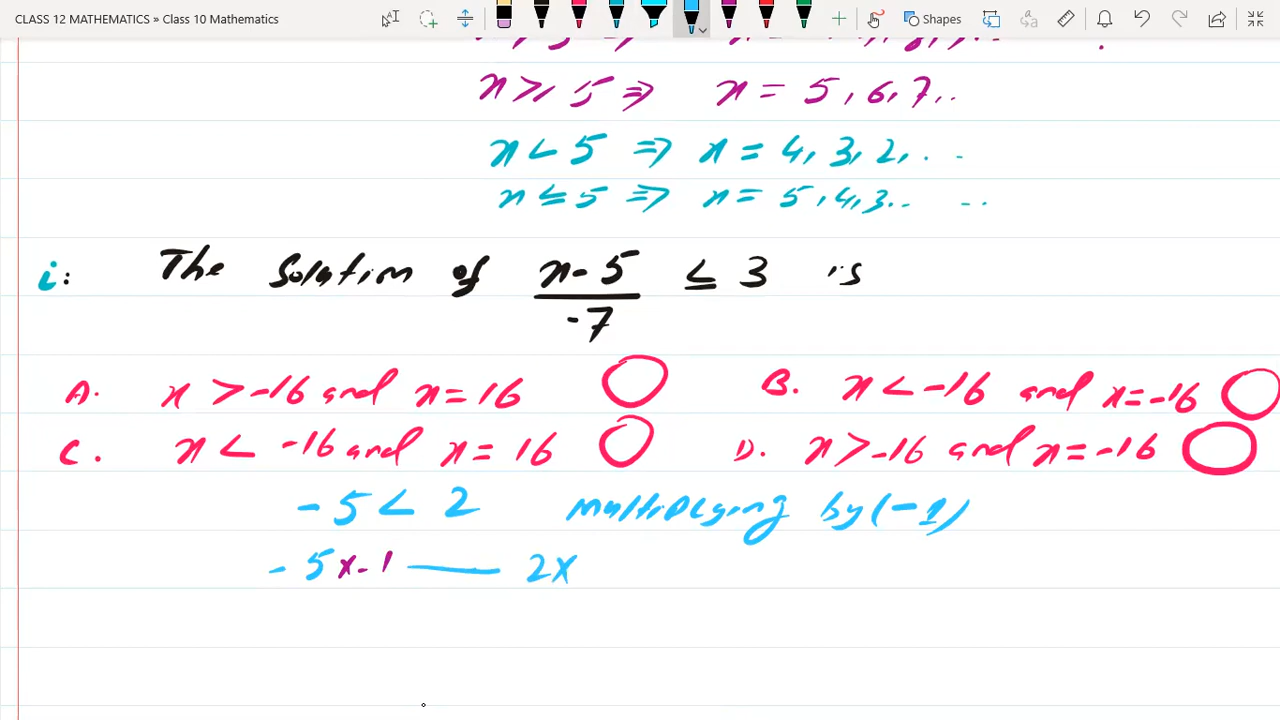 CLASS 12 MATHEMATICS » Class 10 Mathematics
Shapes
x ≥ 5 ⇒ x = 5, 6, 7, ..
x < 5 ⇒ x = 4, 3, 2, . ..
x ≤ 5 ⇒ x = 5, 4, 3 .. ...
i: The Solution of (x - 5)/-7 ≤ 3 is
A. x > -16 and x = 16 B. x < -16 and x = -16
C. x < -16 and x = 16 D. x > -16 and x = -16
- 5 < 2 multiplying by (-1)
- 5 x -1 —— 2x